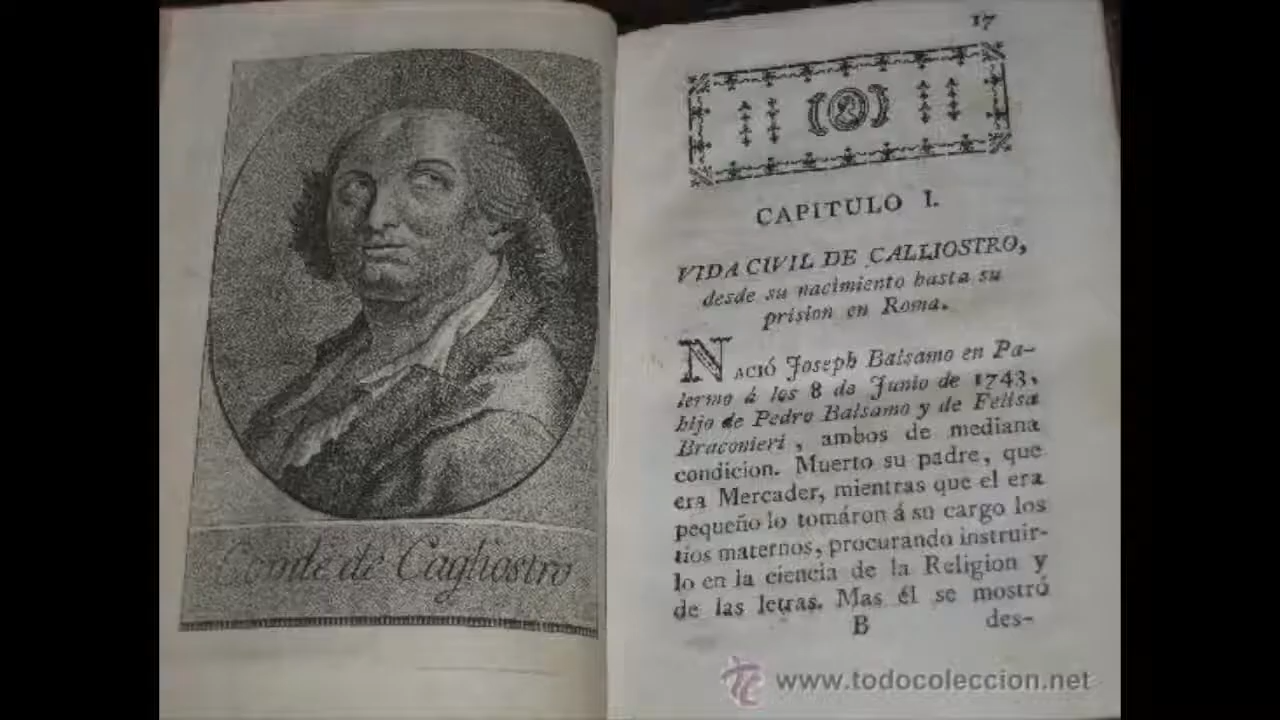 Conde de Cagliostro
17
CAPITULO I.
VIDA CIVIL DE CALLIOSTRO,
desde su nacimiento hasta su
prision en Roma.
NACIÓ Joseph Balsamo en Pa-
lermo á los 8 de Junio de 1743,
hijo de Pedro Balsamo y de Felisa
Braconieri, ambos de mediana
condicion. Muerto su padre, que
era Mercader, mientras que el era
pequeño lo tomáron á su cargo los
tios maternos, procurando instruir-
lo en la ciencia de la Religion y
de las letras. Mas él se mostró
B des-
tc www.todocoleccion.net